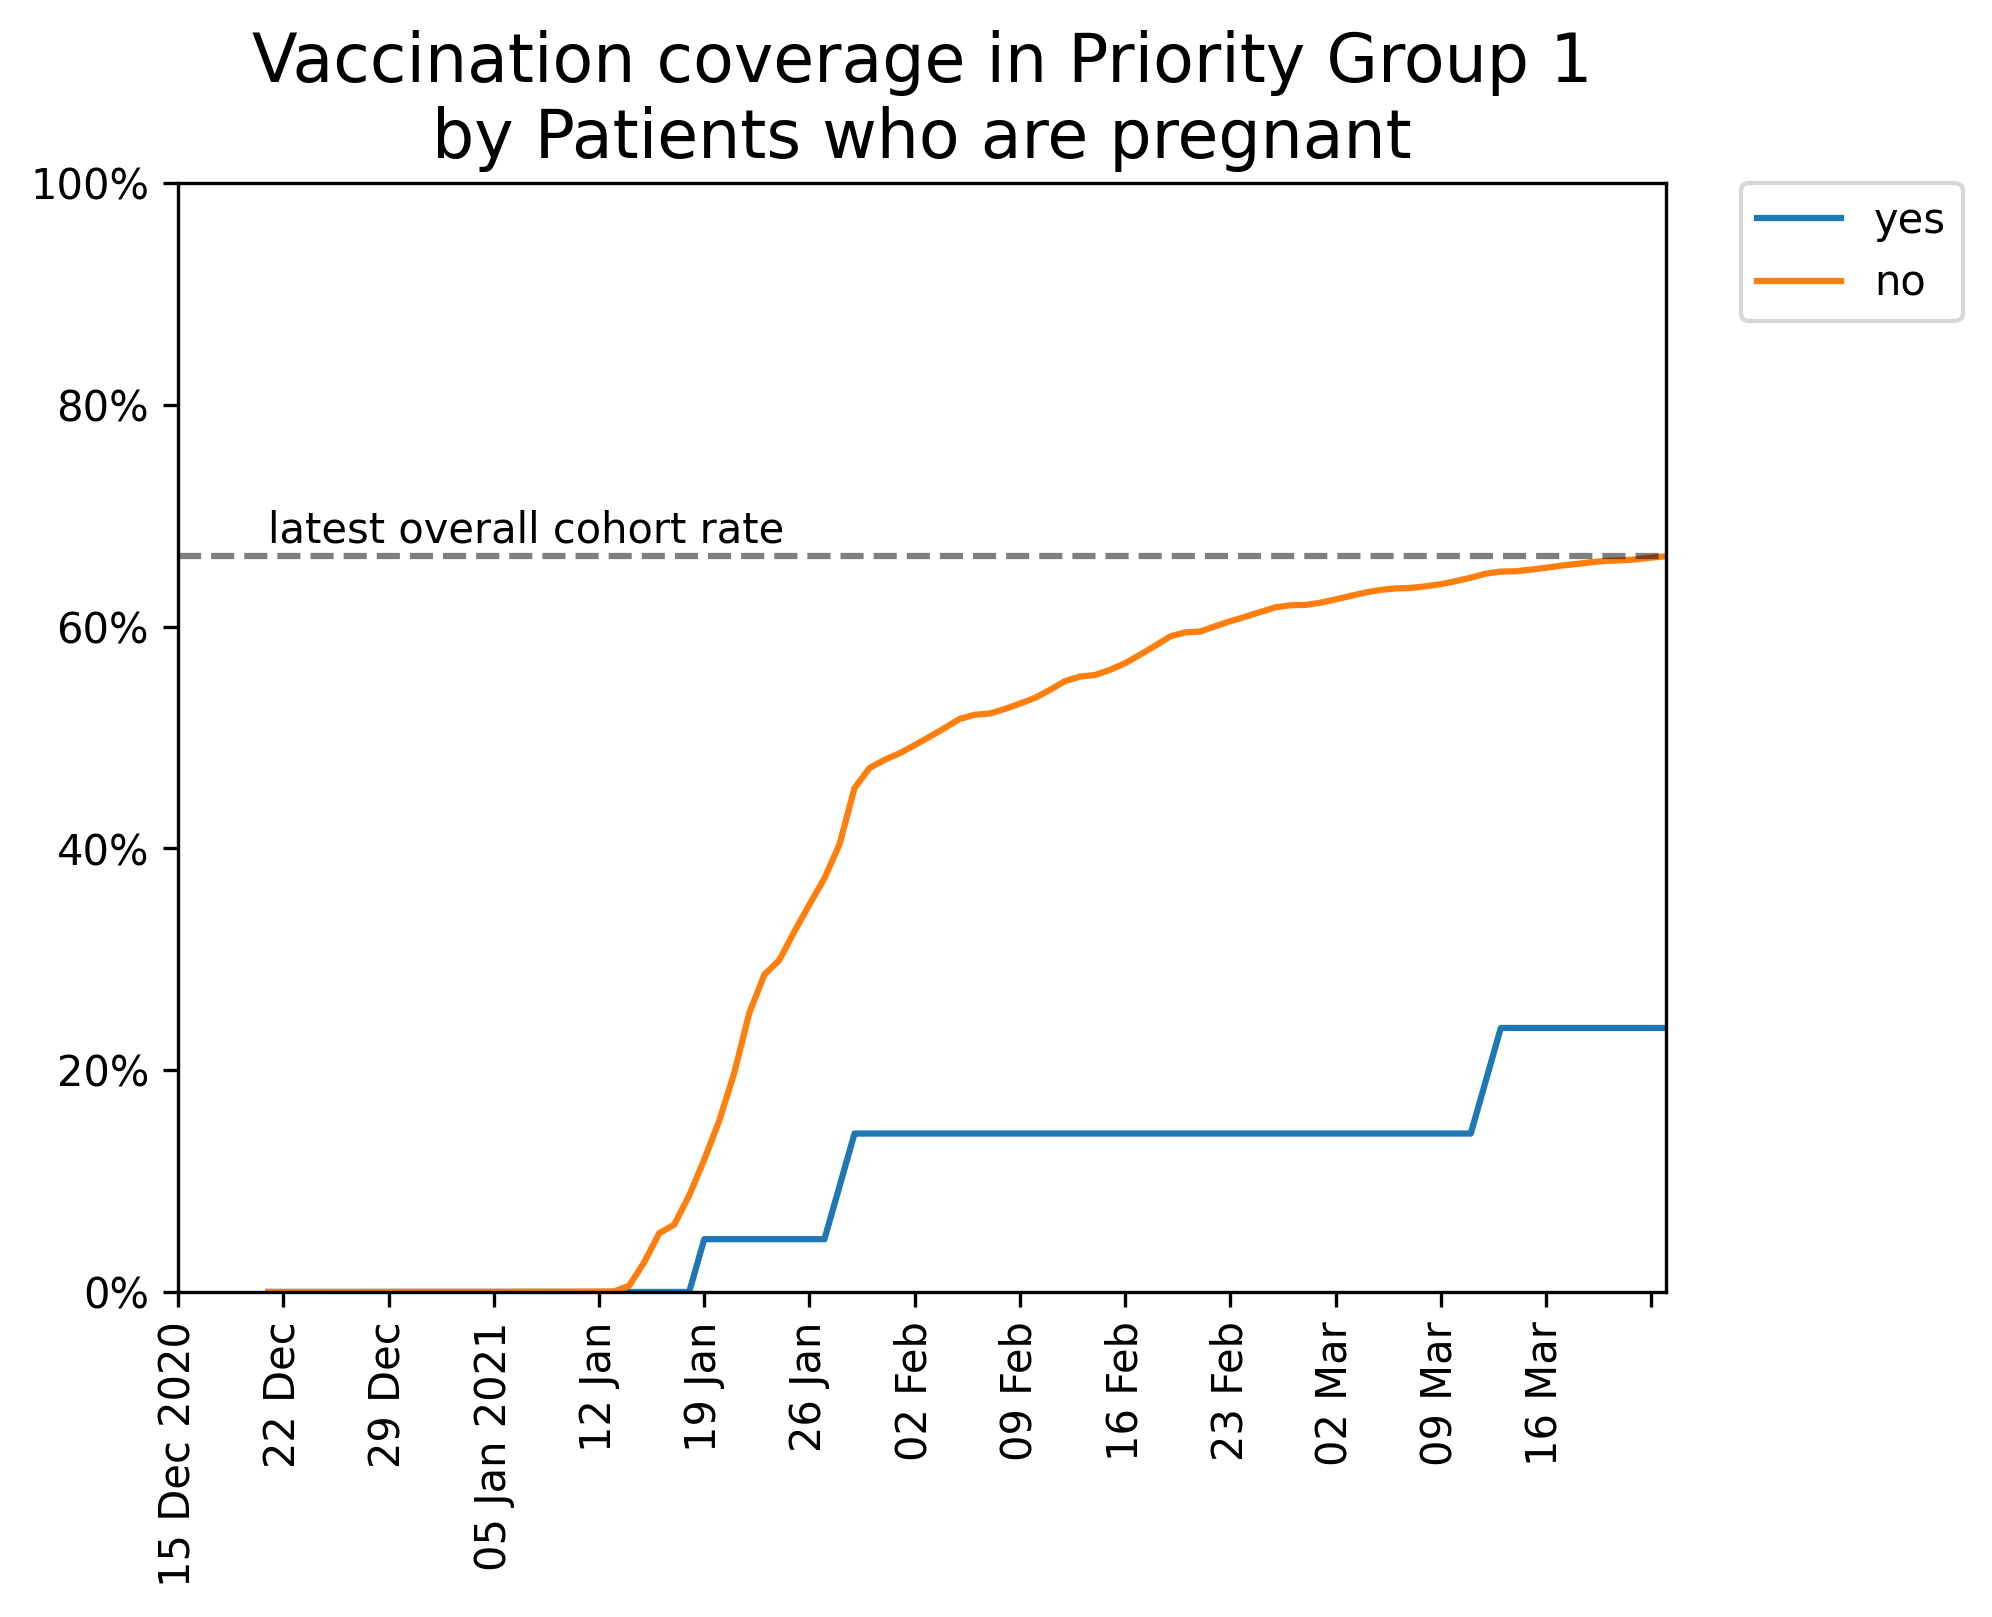 Vaccination coverage in Priority Group 1
by Patients who are pregnant
100%
80%
60%
40%
20%
0%
latest overall cohort rate
yes
no
15 Dec 2020
22 Dec
29 Dec
05 Jan 2021
12 Jan
19 Jan
26 Jan
02 Feb
09 Feb
16 Feb
23 Feb
02 Mar
09 Mar
16 Mar